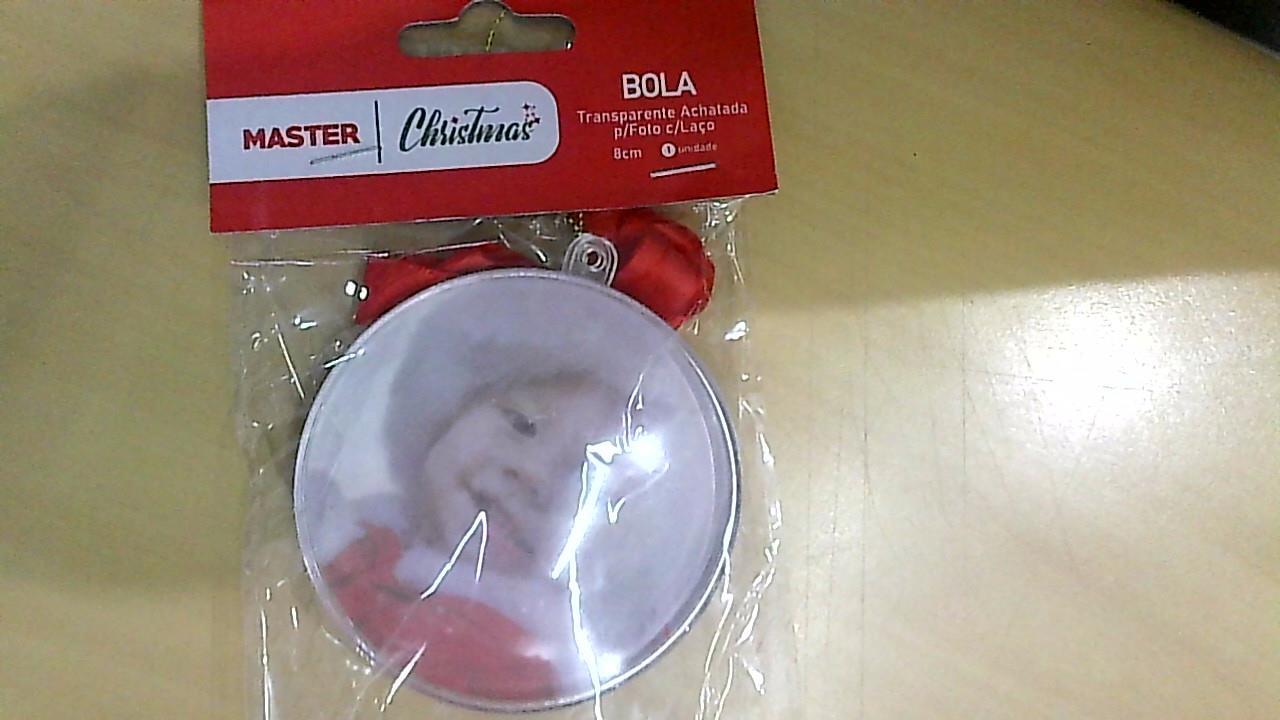 MASTER
Christmas
BOLA
Transparente Achatada
p/Foto c/Laço
8cm 1 unidade